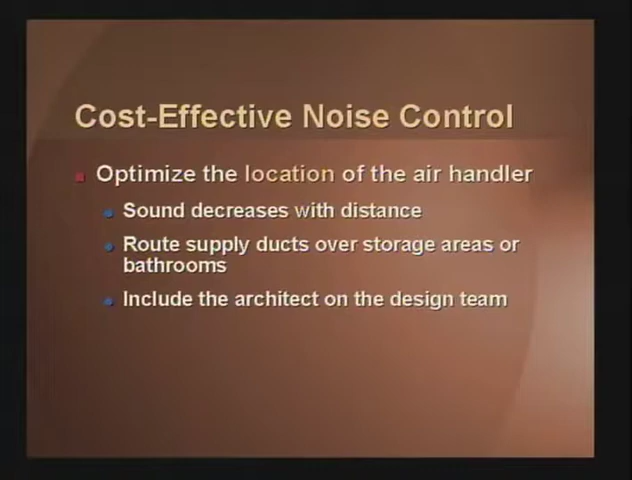 Cost-Effective Noise Control
Optimize the location of the air handler
Sound decreases with distance
Route supply ducts over storage areas or
bathrooms
Include the architect on the design team